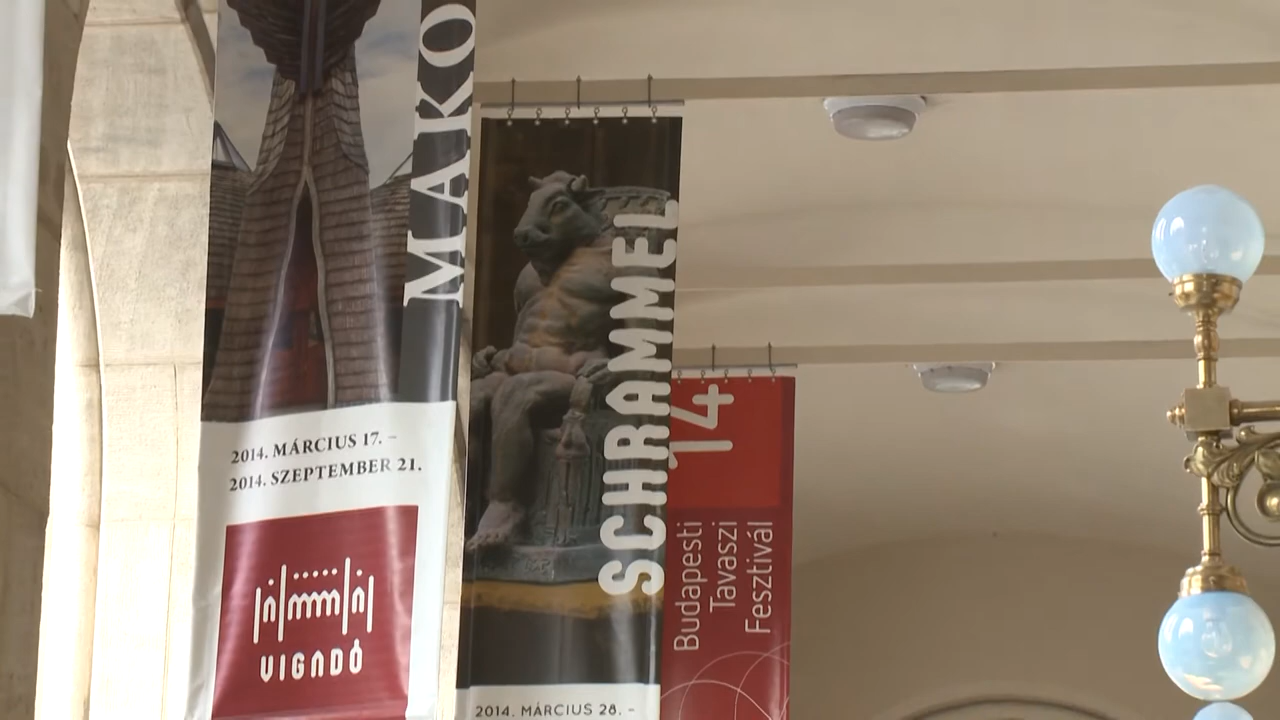 MAKO
2014. MÁRCIUS 17. –
2014. SZEPTEMBER 21.
VIGADÓ
SCHRAMMEL
2014. MÁRCIUS 28. –
14
Budapesti
Tavaszi
Fesztivál